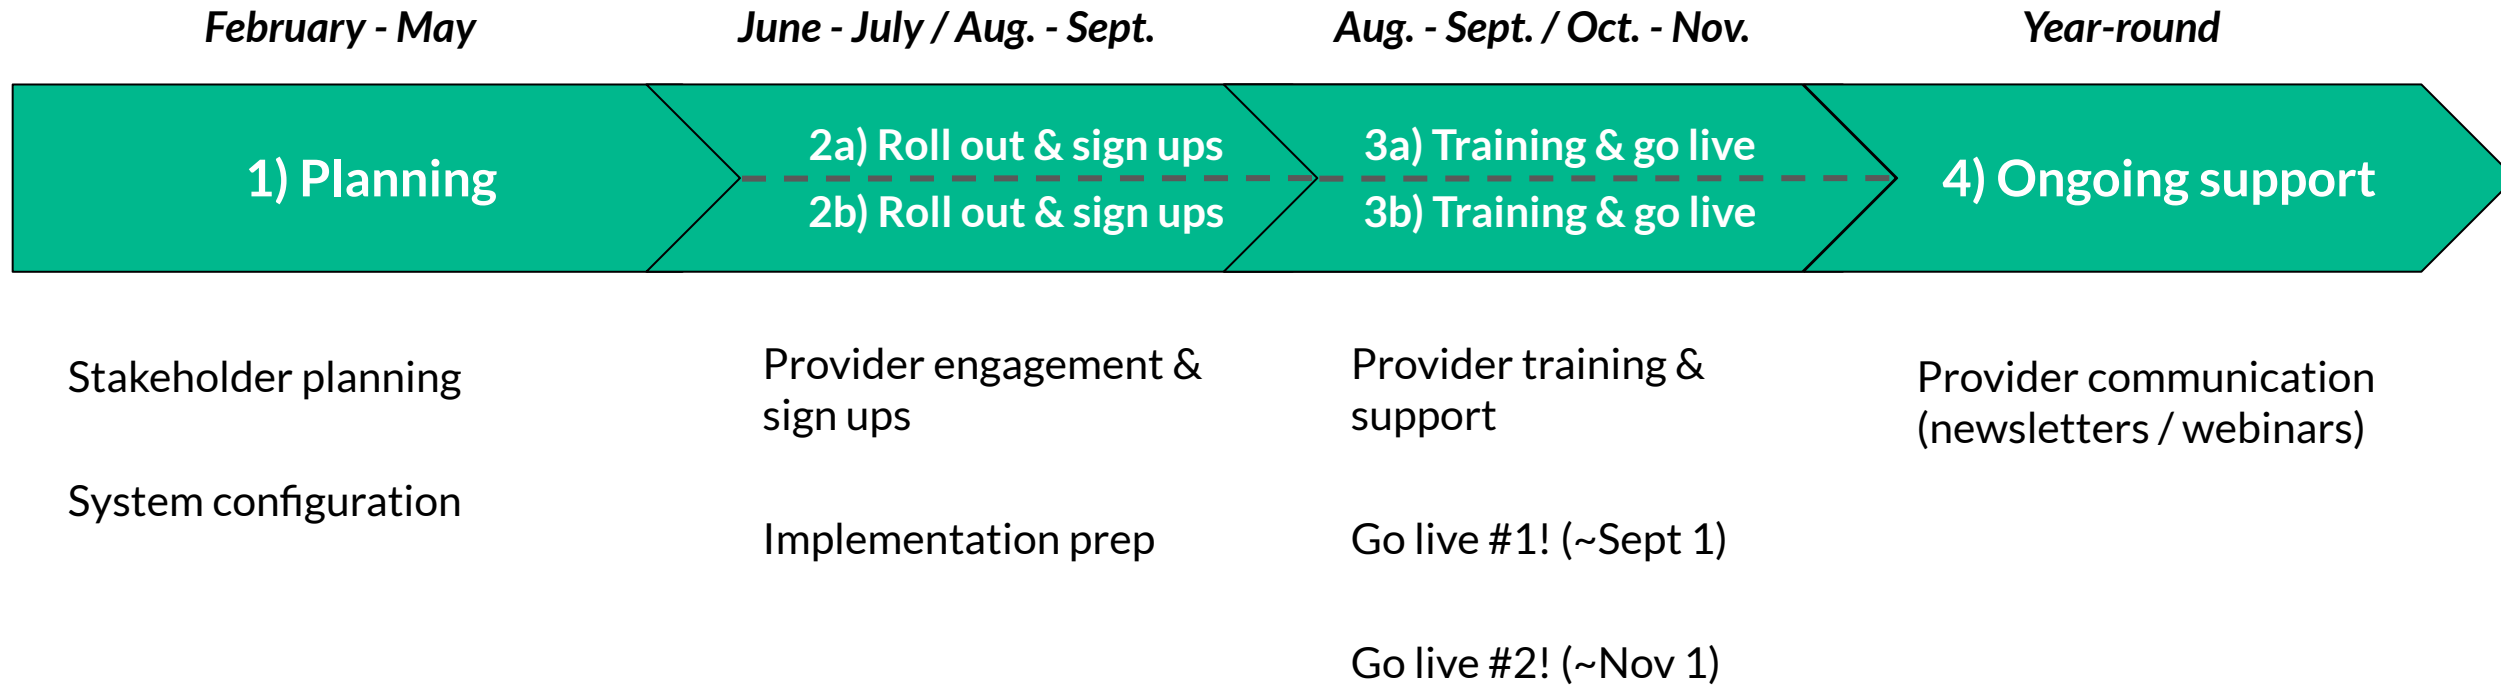 February - May
June - July / Aug. - Sept.
Aug. - Sept. / Oct. - Nov.
Year-round
1) Planning
2a) Roll out & sign ups
2b) Roll out & sign ups
3a) Training & go live
3b) Training & go live
4) Ongoing support
Stakeholder planning
System configuration
Provider engagement &
sign ups
Implementation prep
Provider training &
support
Go live #1! (~Sept 1)
Go live #2! (~Nov 1)
Provider communication
(newsletters / webinars)